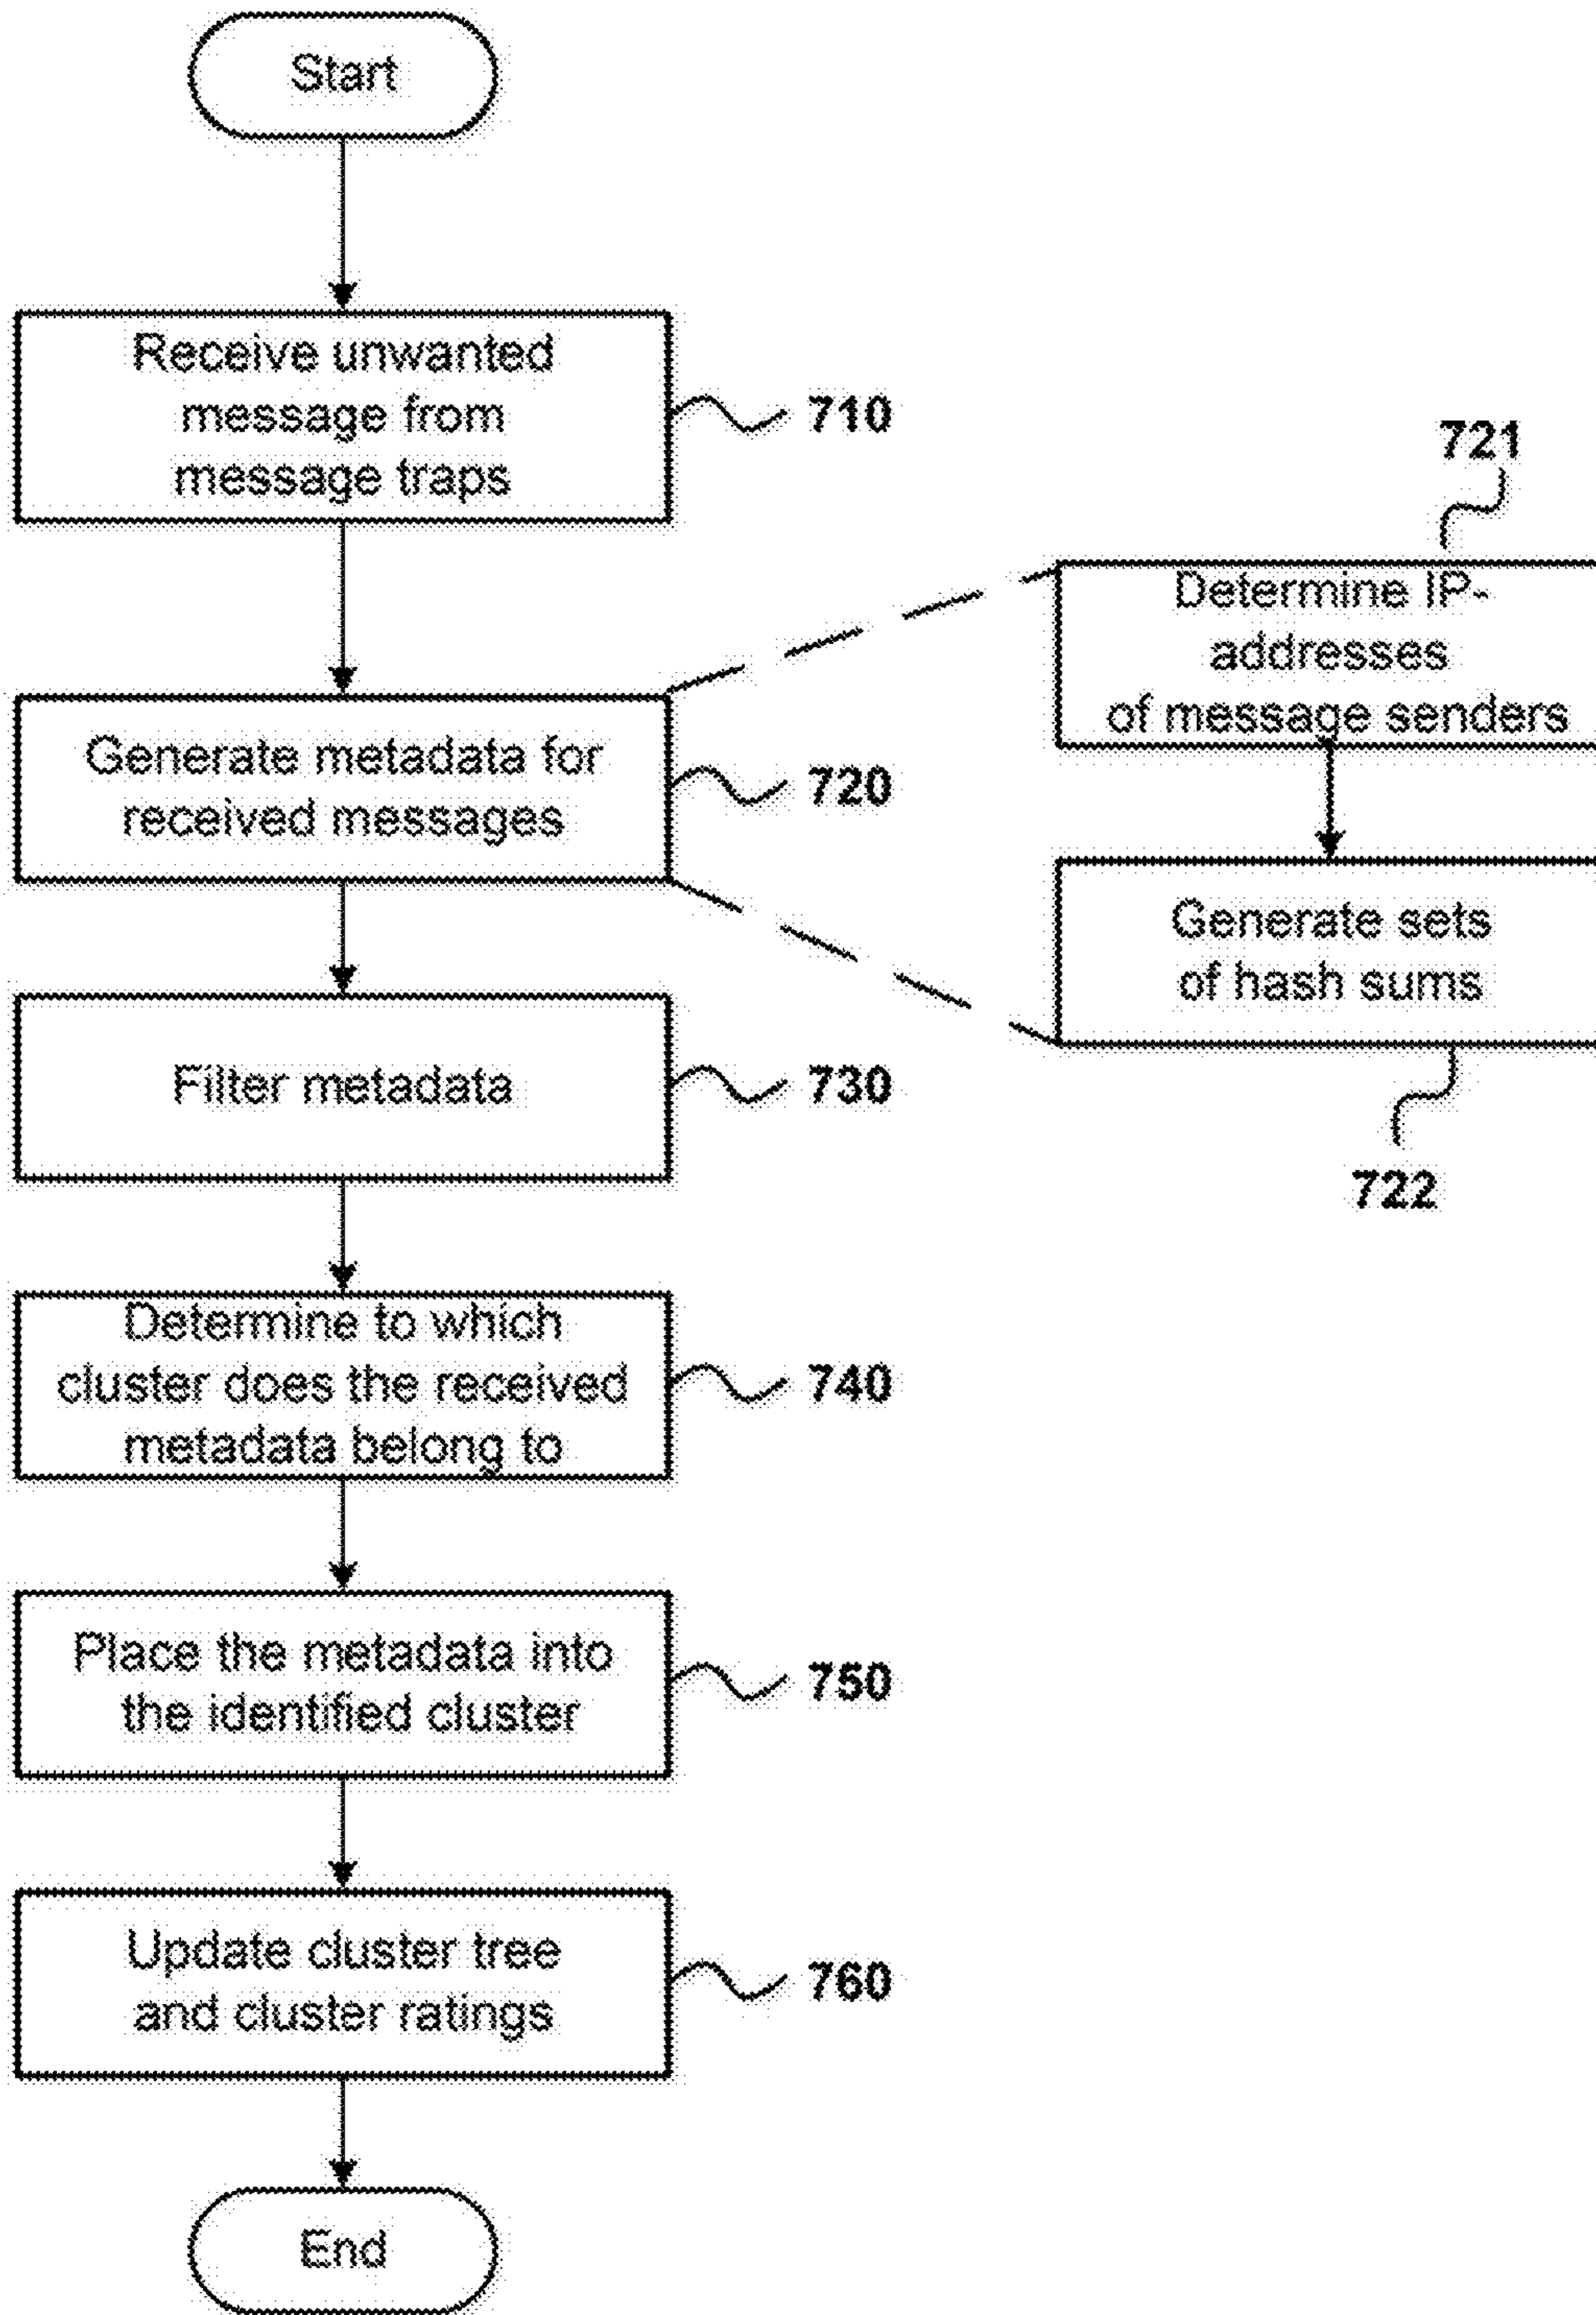 Start
Receive unwanted
message from
message traps
710
721
Determine IP-
addresses
of message senders
Generate metadata for
received messages
720
Generate sets
of hash sums
722
Filter metadata
730
Determine to which
cluster does the received
metadata belong to
740
Place the metadata into
the identified cluster
750
Update cluster tree
and cluster ratings
760
End